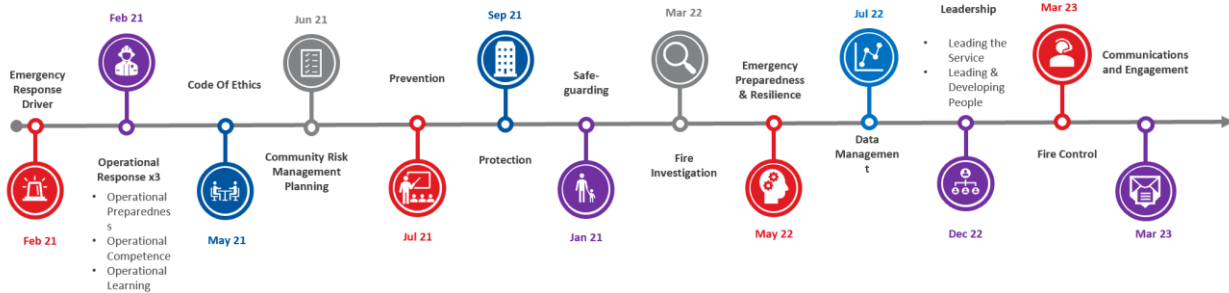 Emergency
Response
Driver
Feb 21
Feb 21
Operational
Response x3
• Operational
Preparednes
s
• Operational
Competence
• Operational
Learning
Code Of Ethics
May 21
Jun 21
Community Risk
Management
Planning
Prevention
Jul 21
Sep 21
Protection
Safe-
guarding
Jan 21
Mar 22
Fire
Investigation
Emergency
Preparedness
& Resilience
May 22
Jul 22
Data
Managemen
t
Leadership
• Leading the
Service
• Leading &
Developing
People
Dec 22
Mar 23
Fire Control
Communications
and Engagement
Mar 23